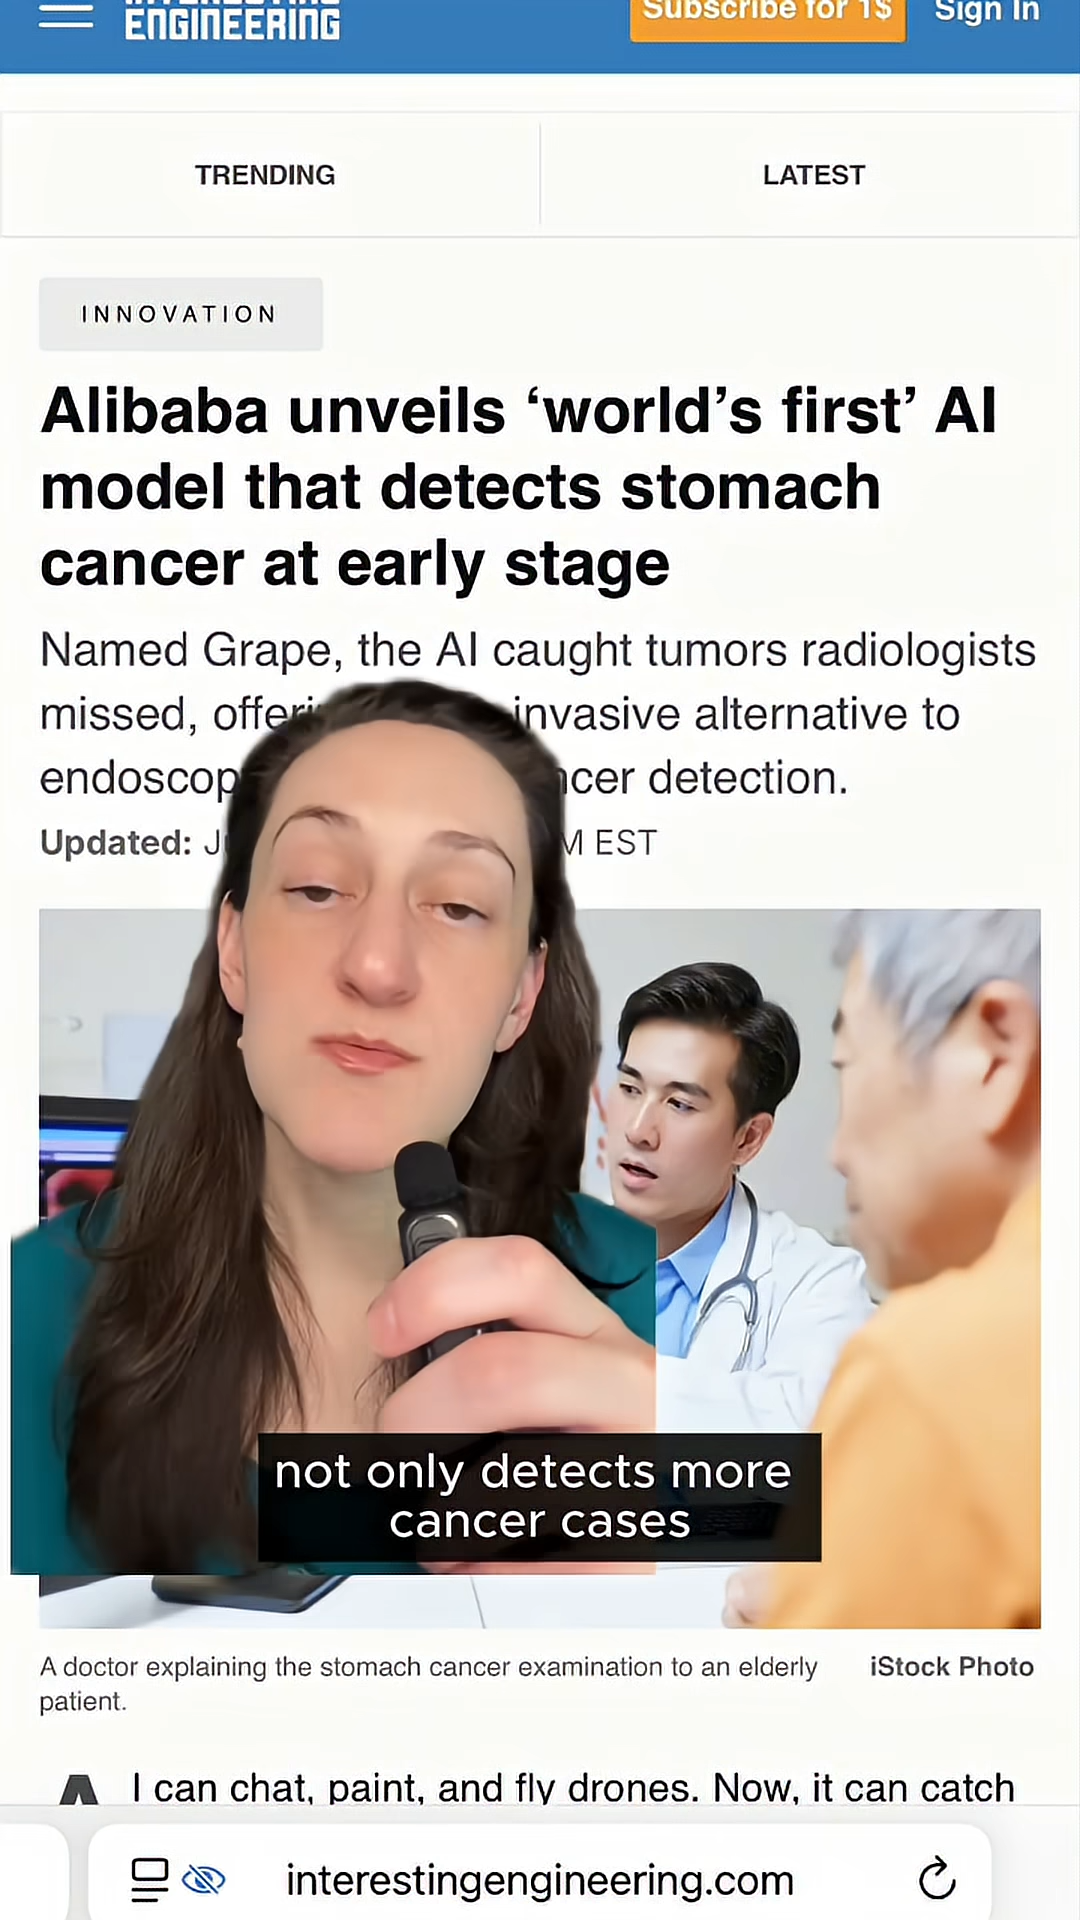 ENGINEERING
Subscribe for 1$
Sign In
TRENDING
LATEST
INNOVATION
Alibaba unveils ‘world’s first’ AI
model that detects stomach
cancer at early stage
Named Grape, the AI caught tumors radiologists
missed, invasive alternative to
detection.
Updated: EST
not only detects more
cancer cases
A doctor explaining the stomach cancer examination to an elderly
patient.
iStock Photo
AI can chat, paint, and fly drones. Now, it can catch
interestingengineering.com